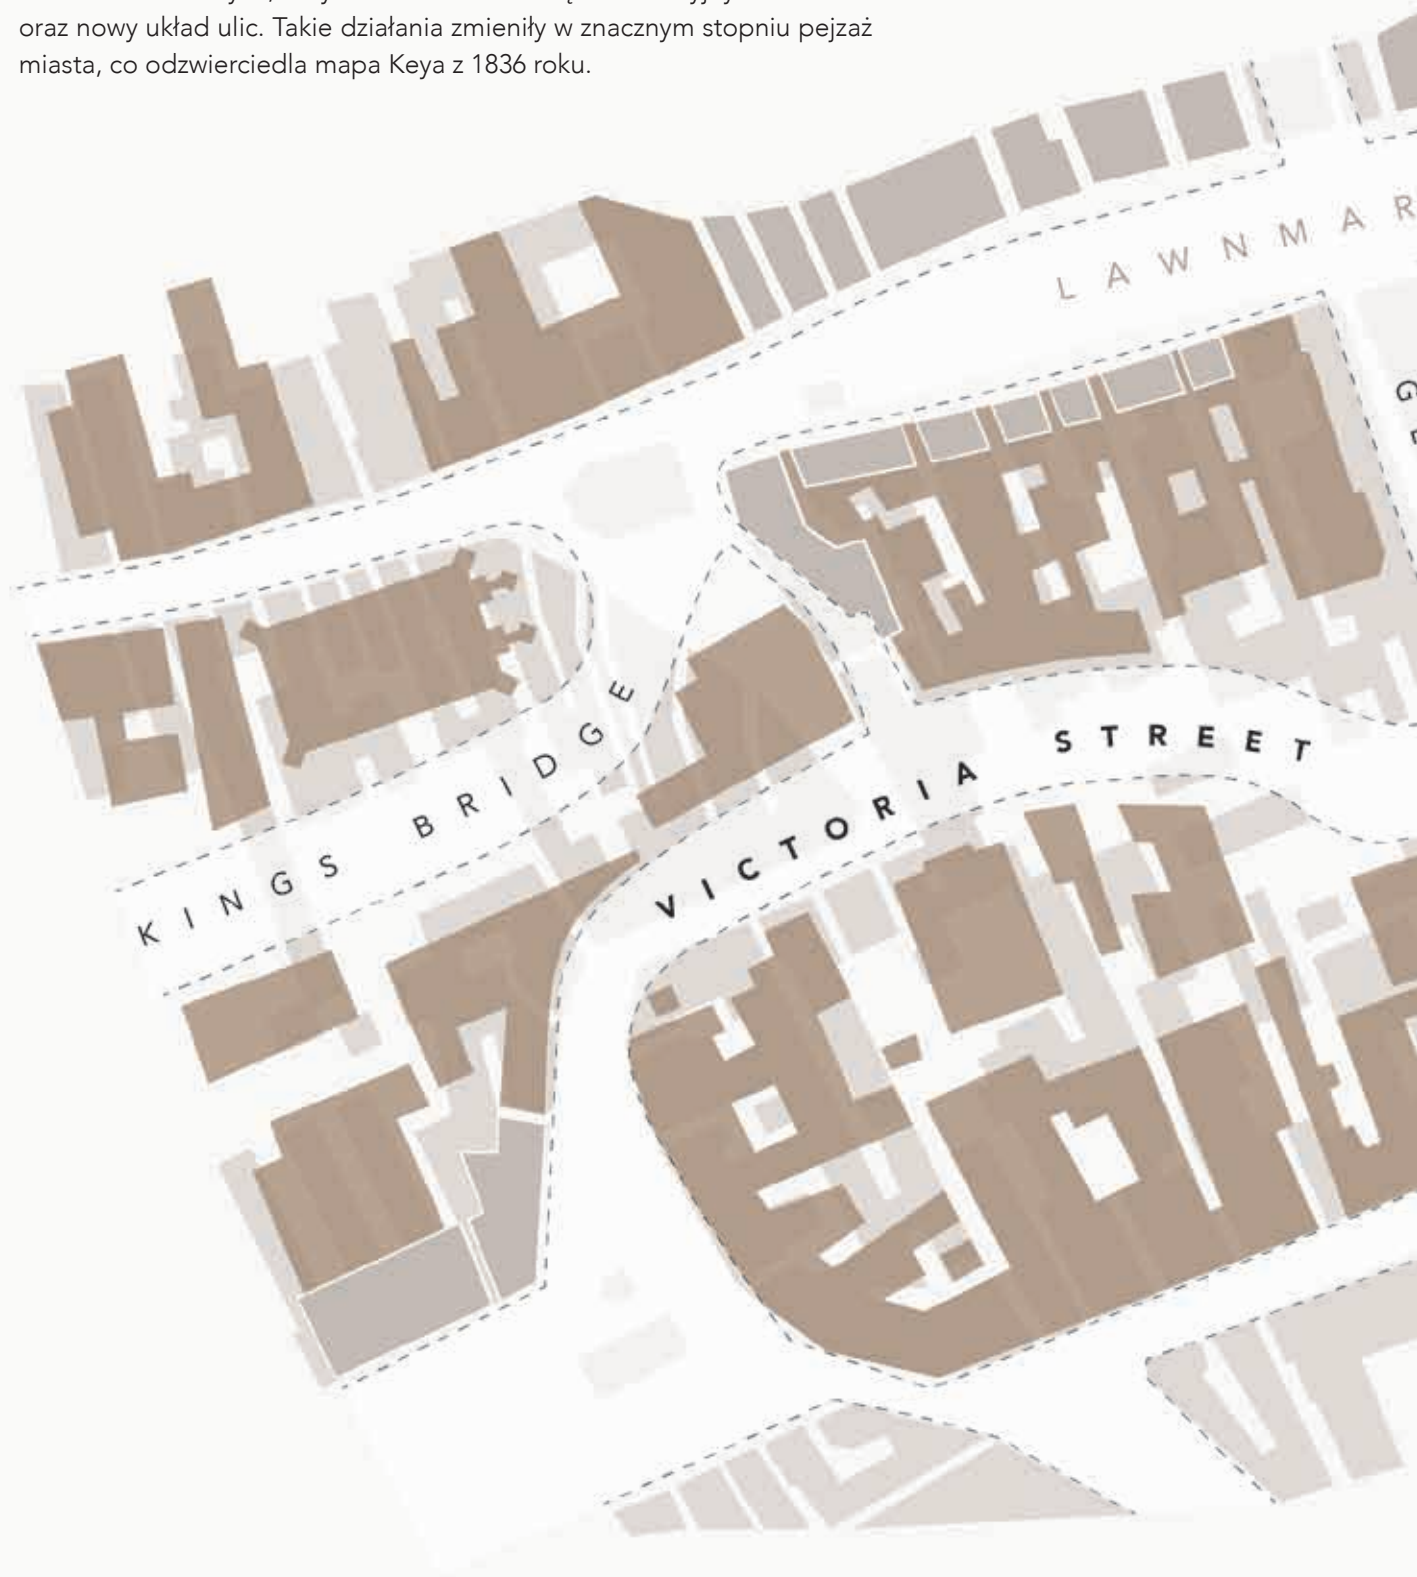 oraz nowy układ ulic. Takie działania zmieniły w znacznym stopniu pejzaż
miasta, co odzwierciedla mapa Keya z 1836 roku.
LAWNMAR
KINGS BRIDGE
VICTORIA STREET
G